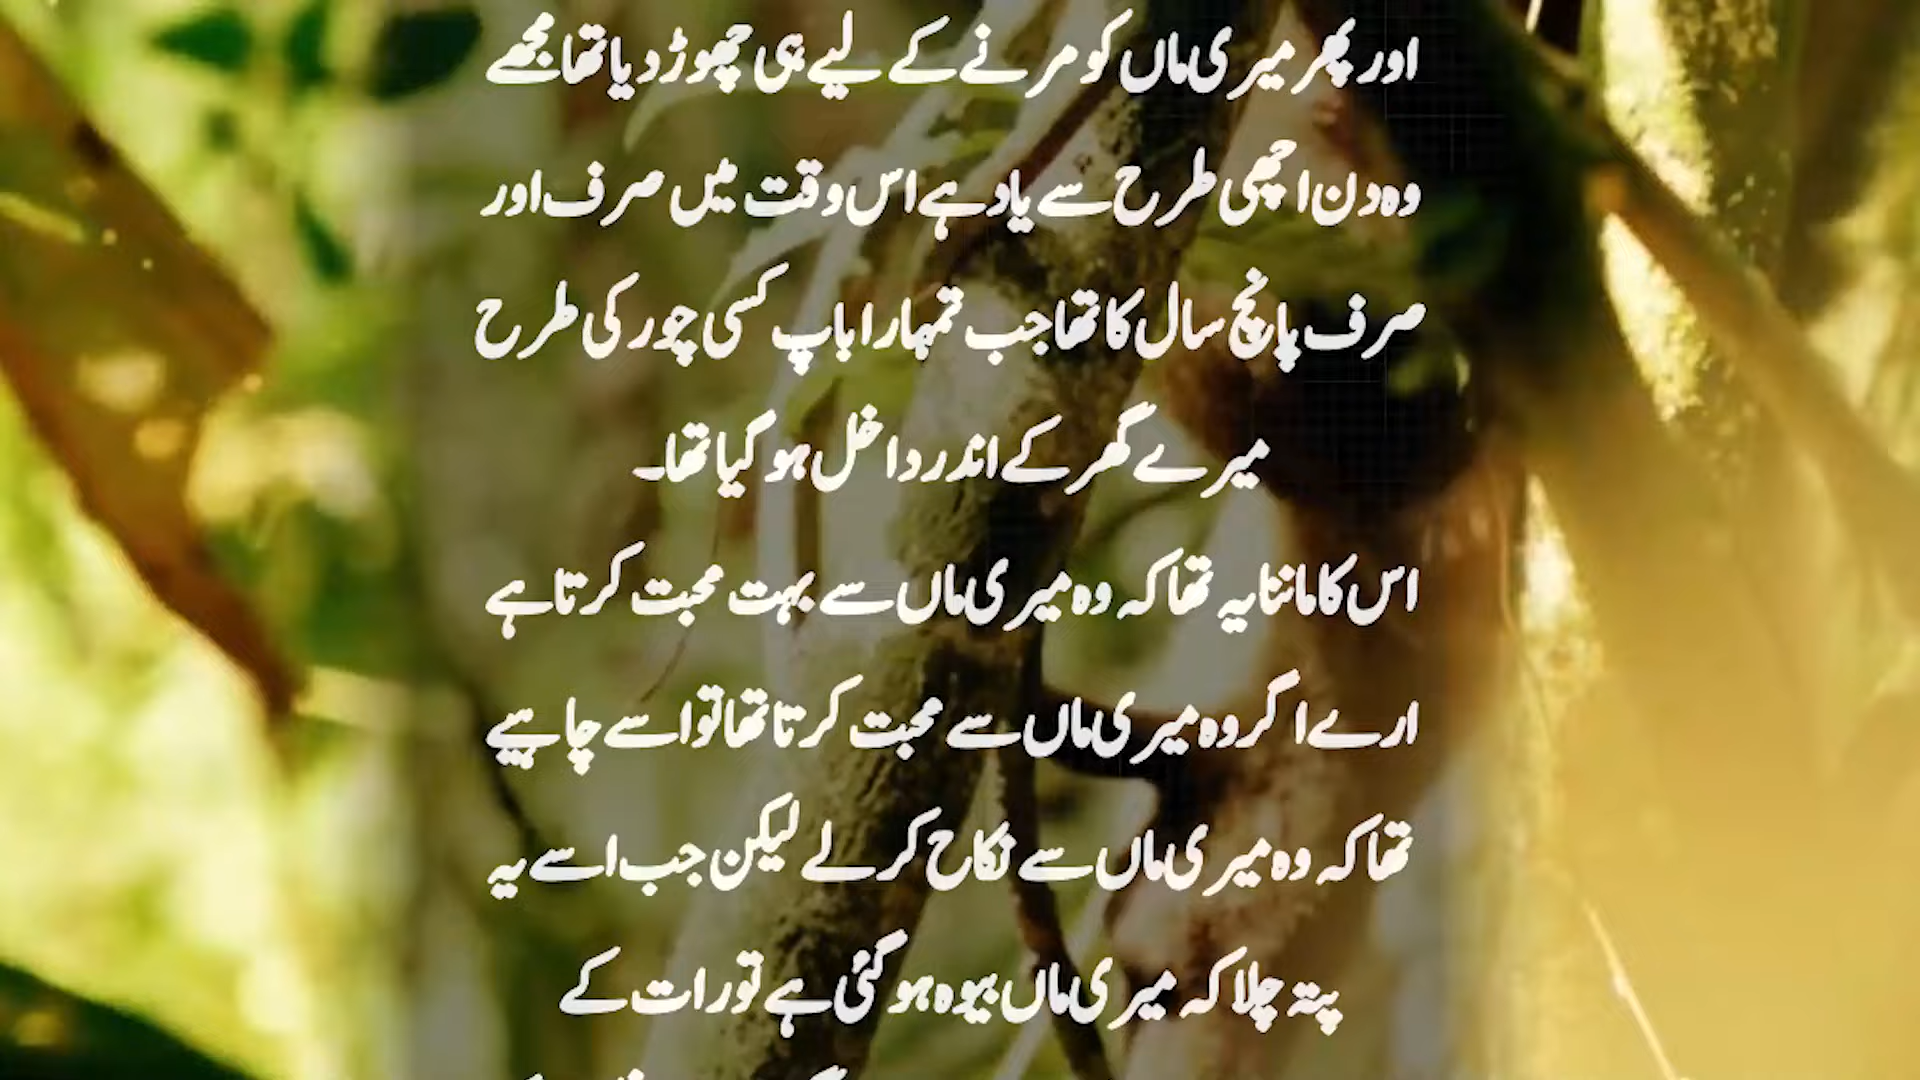 اور پھر میری ماں کو مرنے کے لیے ہی چھوڑ دیا تھا مجھے
وہ دن اچھی طرح سے یاد ہے اس وقت میں صرف اور
صرف پانچ سال کا تھا جب تمہارا باپ کسی چور کی طرح
میرے گھر کے اندر داخل ہو گیا تھا۔
اس کا ماننا یہ تھا کہ وہ میری ماں سے بہت محبت کرتا ہے
ارے اگر وہ میری ماں سے محبت کرتا تھا تو اسے چاہیے
تھا کہ وہ میری ماں سے نکاح کر لے لیکن جب اسے یہ
پتہ چلا کہ میری ماں بیوہ ہو گئی ہے تو رات کے